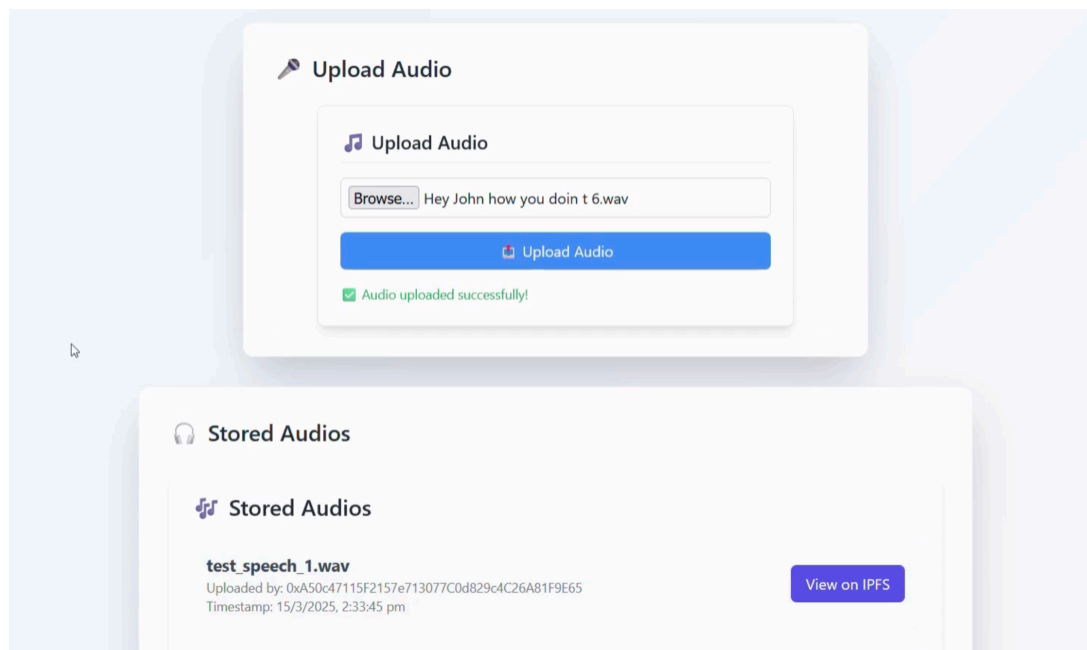 Upload Audio
Upload Audio
Browse... Hey John how you doin t 6.wav
Upload Audio
Audio uploaded successfully!
Stored Audios
Stored Audios
test_speech_1.wav
Uploaded by: 0xA50c47115F2157e713077C0d829c4C26A81F9E65
Timestamp: 15/3/2025, 2:33:45 pm
View on IPFS